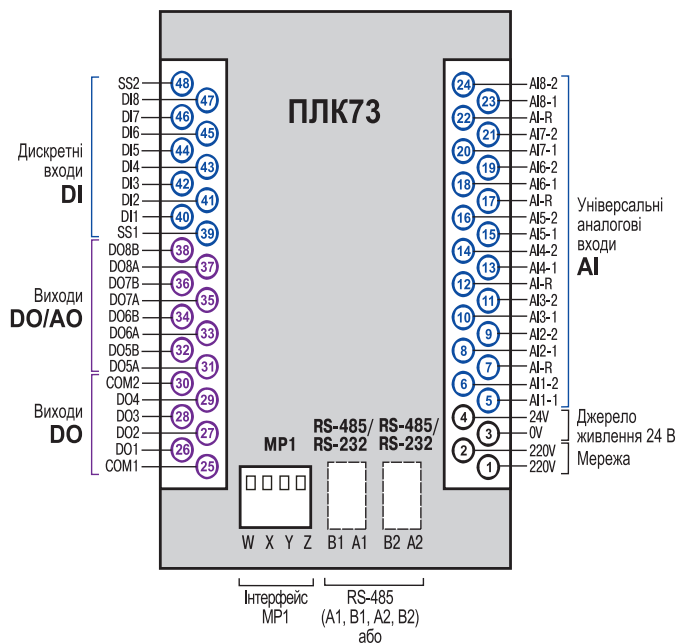 ПЛК73
SS2 48
DI8 47
DI7 46
DI6 45
DI5 44
DI4 43
DI3 42
DI2 41
DI1 40
SS1 39
DO8B 38
DO8A 37
DO7B 36
DO7A 35
DO6B 34
DO6A 33
DO5B 32
DO5A 31
COM2 30
DO4 29
DO3 28
DO2 27
DO1 26
COM1 25
Дискретні
входи
DI
Виходи
DO/AO
Виходи
DO
24 AI8-2
23 AI8-1
22 AI-R
21 AI7-2
20 AI7-1
19 AI6-2
18 AI6-1
17 AI-R
16 AI5-2
15 AI5-1
14 AI4-2
13 AI4-1
12 AI-R
11 AI3-2
10 AI3-1
9 AI2-2
8 AI2-1
7 AI-R
6 AI1-2
5 AI1-1
4 24V
3 0V
2 220V
1 220V
Універсальні
аналогові
входи
AI
Джерело
живлення 24 В
Мережа
MP1
RS-485/
RS-232
RS-485/
RS-232
W X Y Z
B1 A1
B2 A2
Інтерфейс
MP1
RS-485
(A1, B1, A2, B2)
або